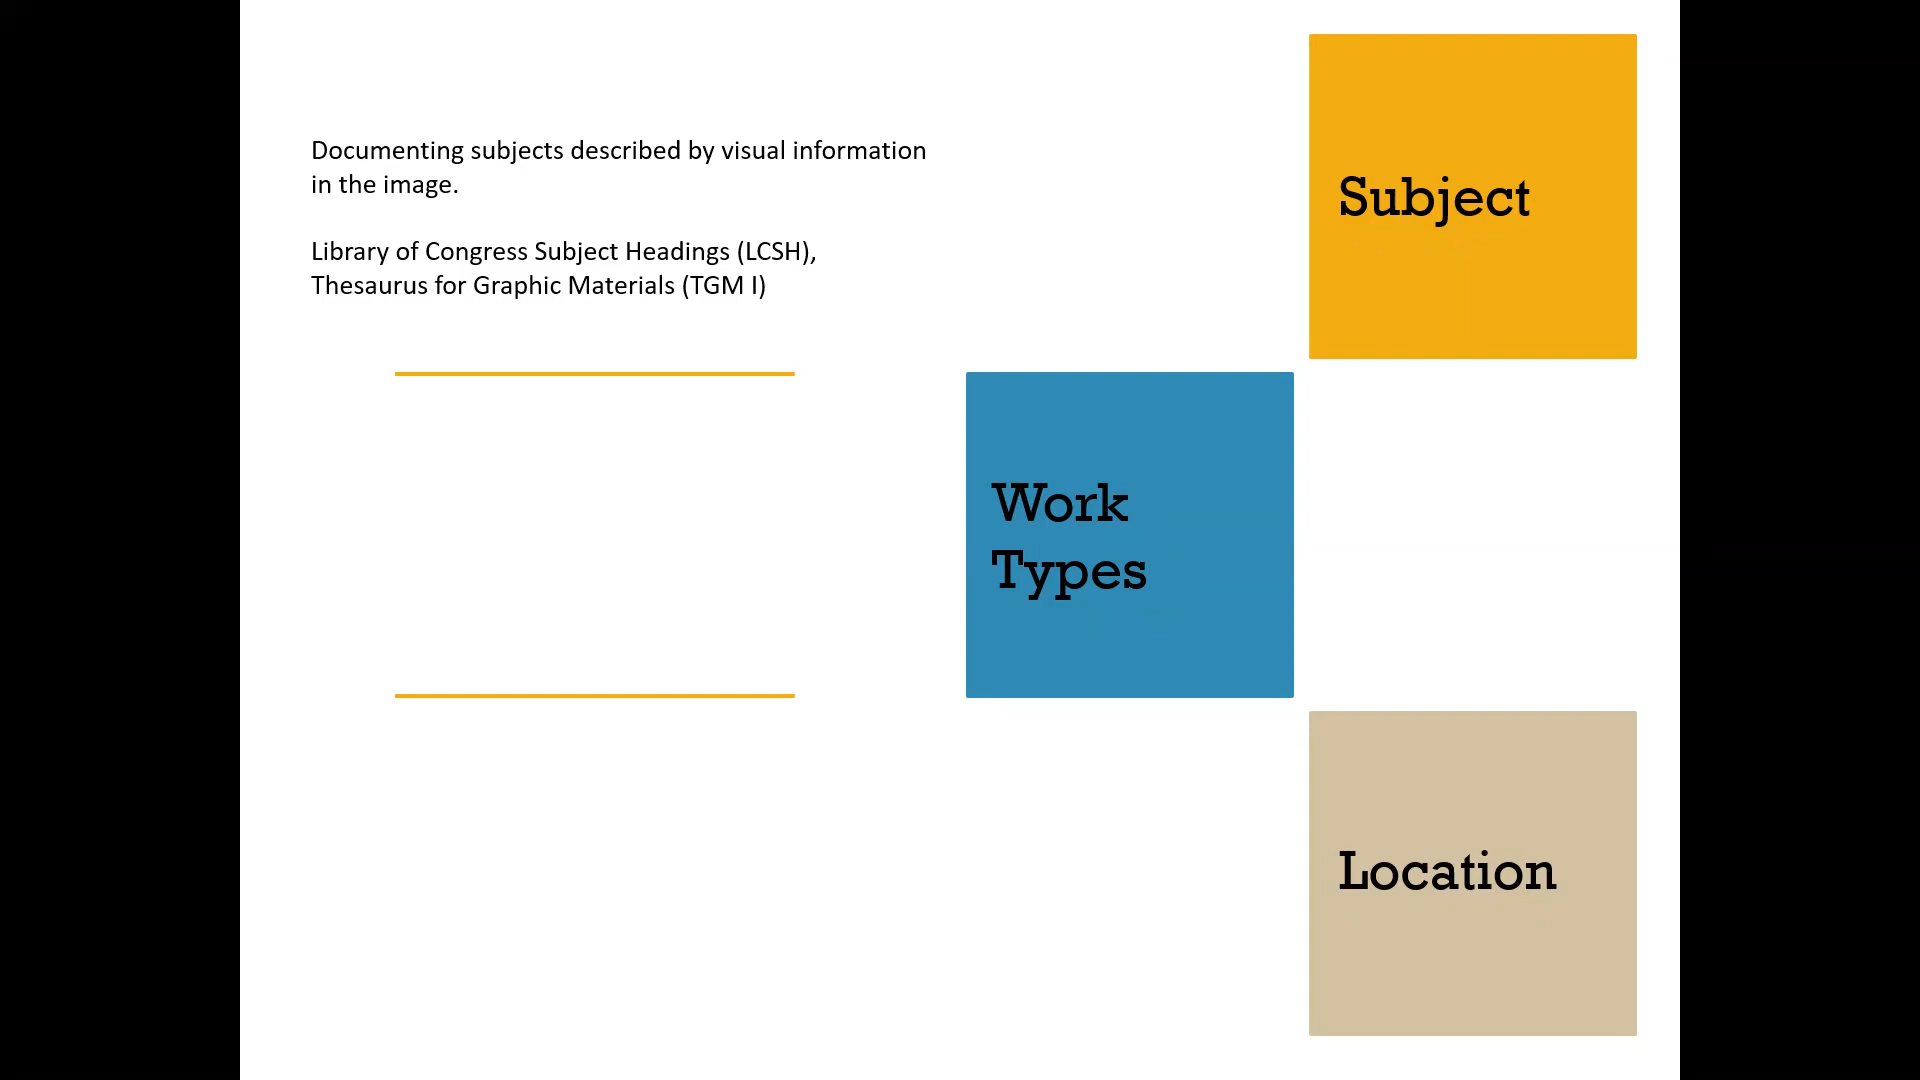 Documenting subjects described by visual information
in the image.
Library of Congress Subject Headings (LCSH),
Thesaurus for Graphic Materials (TGM I)
Subject
Work
Types
Location